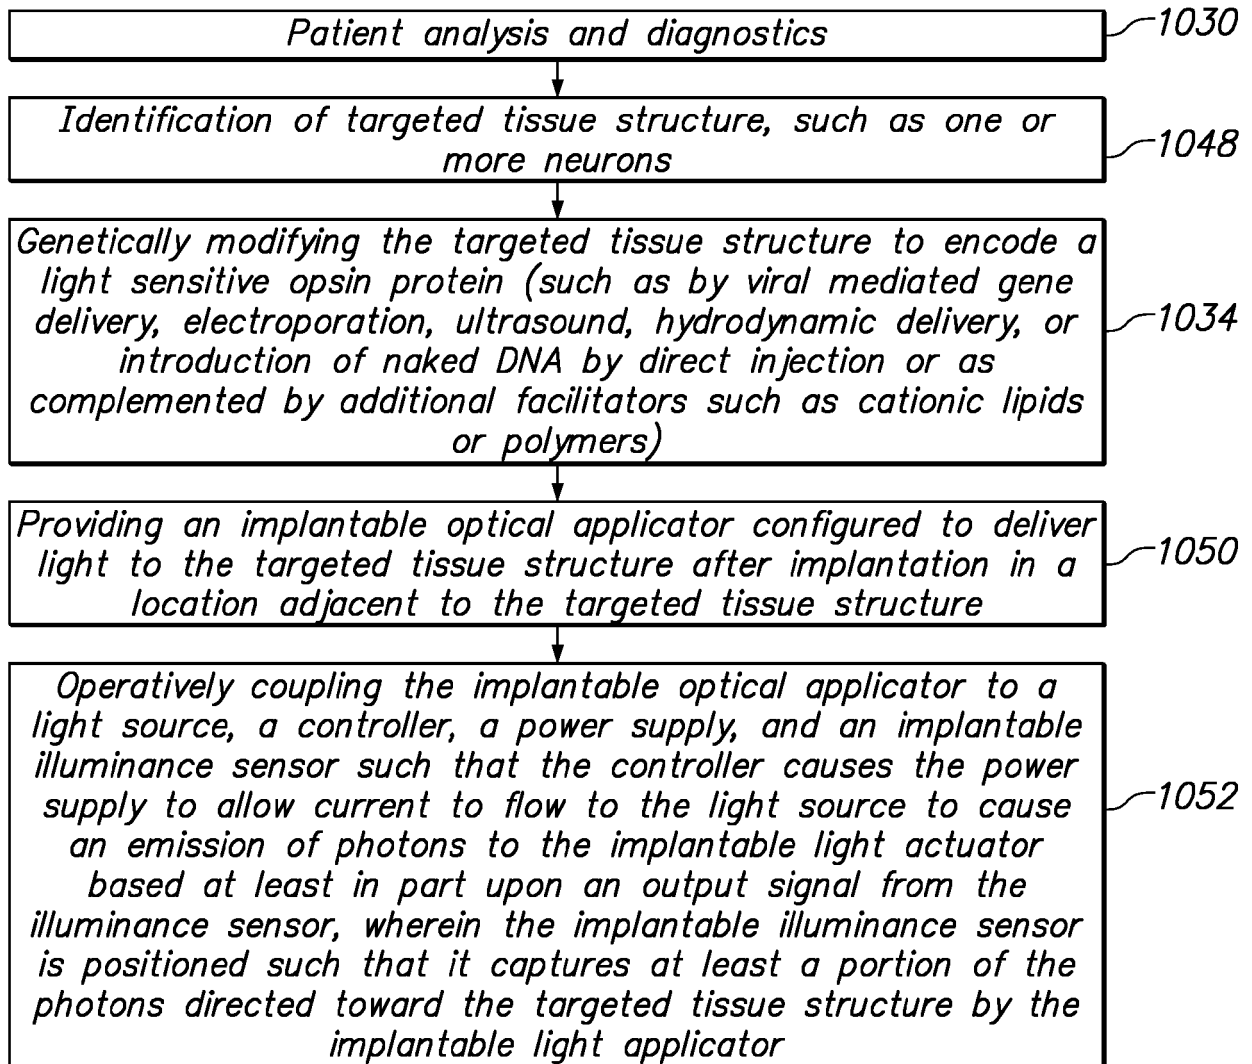 Patient analysis and diagnostics
1030
Identification of targeted tissue structure, such as one or
more neurons
1048
Genetically modifying the targeted tissue structure to encode a
light sensitive opsin protein (such as by viral mediated gene
delivery, electroporation, ultrasound, hydrodynamic delivery, or
introduction of naked DNA by direct injection or as
complemented by additional facilitators such as cationic lipids
or polymers)
1034
Providing an implantable optical applicator configured to deliver
light to the targeted tissue structure after implantation in a
location adjacent to the targeted tissue structure
1050
Operatively coupling the implantable optical applicator to a
light source, a controller, a power supply, and an implantable
illuminance sensor such that the controller causes the power
supply to allow current to flow to the light source to cause
an emission of photons to the implantable light actuator
based at least in part upon an output signal from the
illuminance sensor, wherein the implantable illuminance sensor
is positioned such that it captures at least a portion of the
photons directed toward the targeted tissue structure by the
implantable light applicator
1052